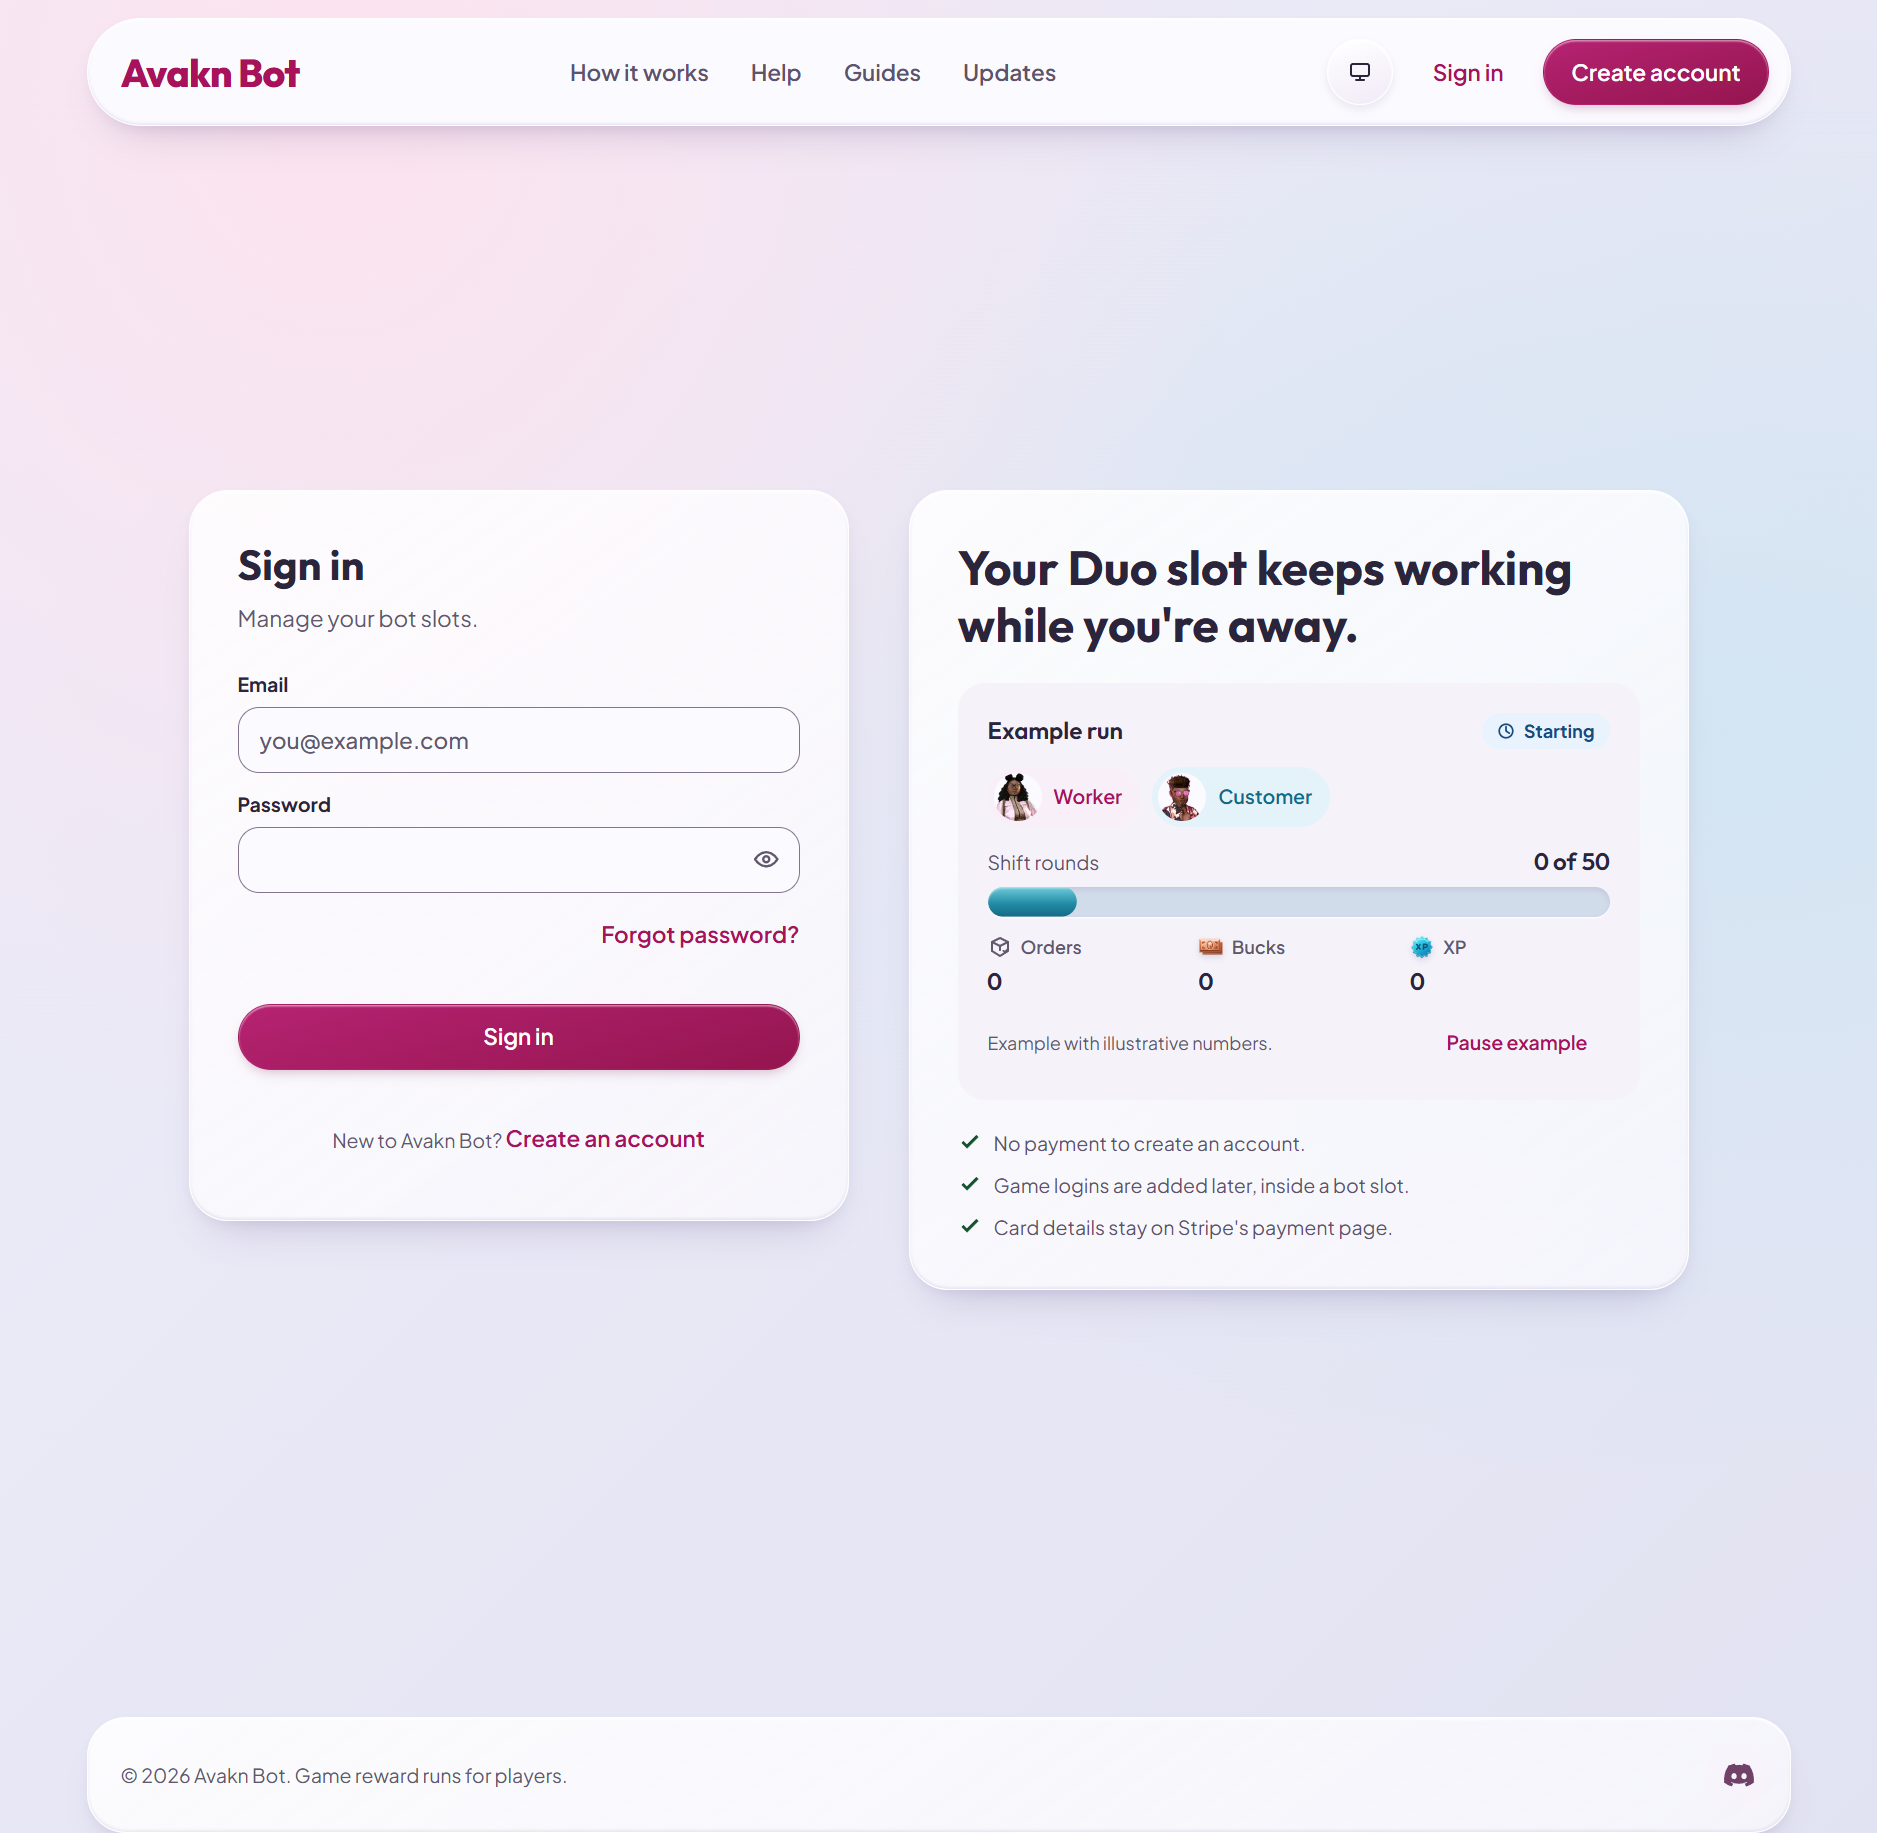 Avakn Bot
How it works
Help
Guides
Updates
Sign in
Create account
Sign in
Manage your bot slots.
Email
you@example.com
Password
Forgot password?
Sign in
New to Avakn Bot? Create an account
Your Duo slot keeps working
while you're away.
Example run
Starting
Worker
Customer
Shift rounds
0 of 50
Orders
0
Bucks
0
XP
XP
0
Example with illustrative numbers.
Pause example
No payment to create an account.
Game logins are added later, inside a bot slot.
Card details stay on Stripe's payment page.
© 2026 Avakn Bot. Game reward runs for players.